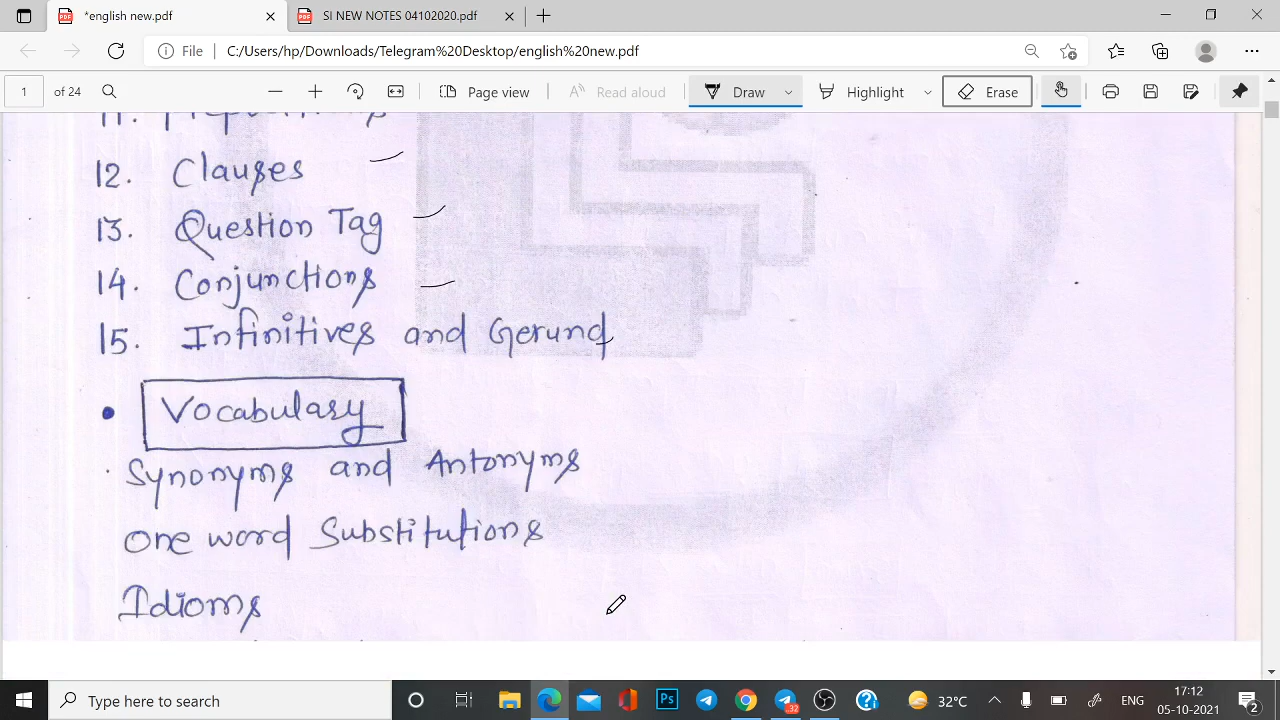 *english new.pdf
SI NEW NOTES 04102020.pdf
File C:/Users/hp/Downloads/Telegram%20Desktop/english%20new.pdf
1 of 24 Page view Read aloud Draw Highlight Erase
12. Clauses
13. Question Tag
14. Conjunctions
15. Infinitives and Gerund
Vocabulary
Synonyms and Antonyms
One word Substitutions
Idioms
Type here to search
Ps
32
32°C
ENG
17:12
05-10-2021
2